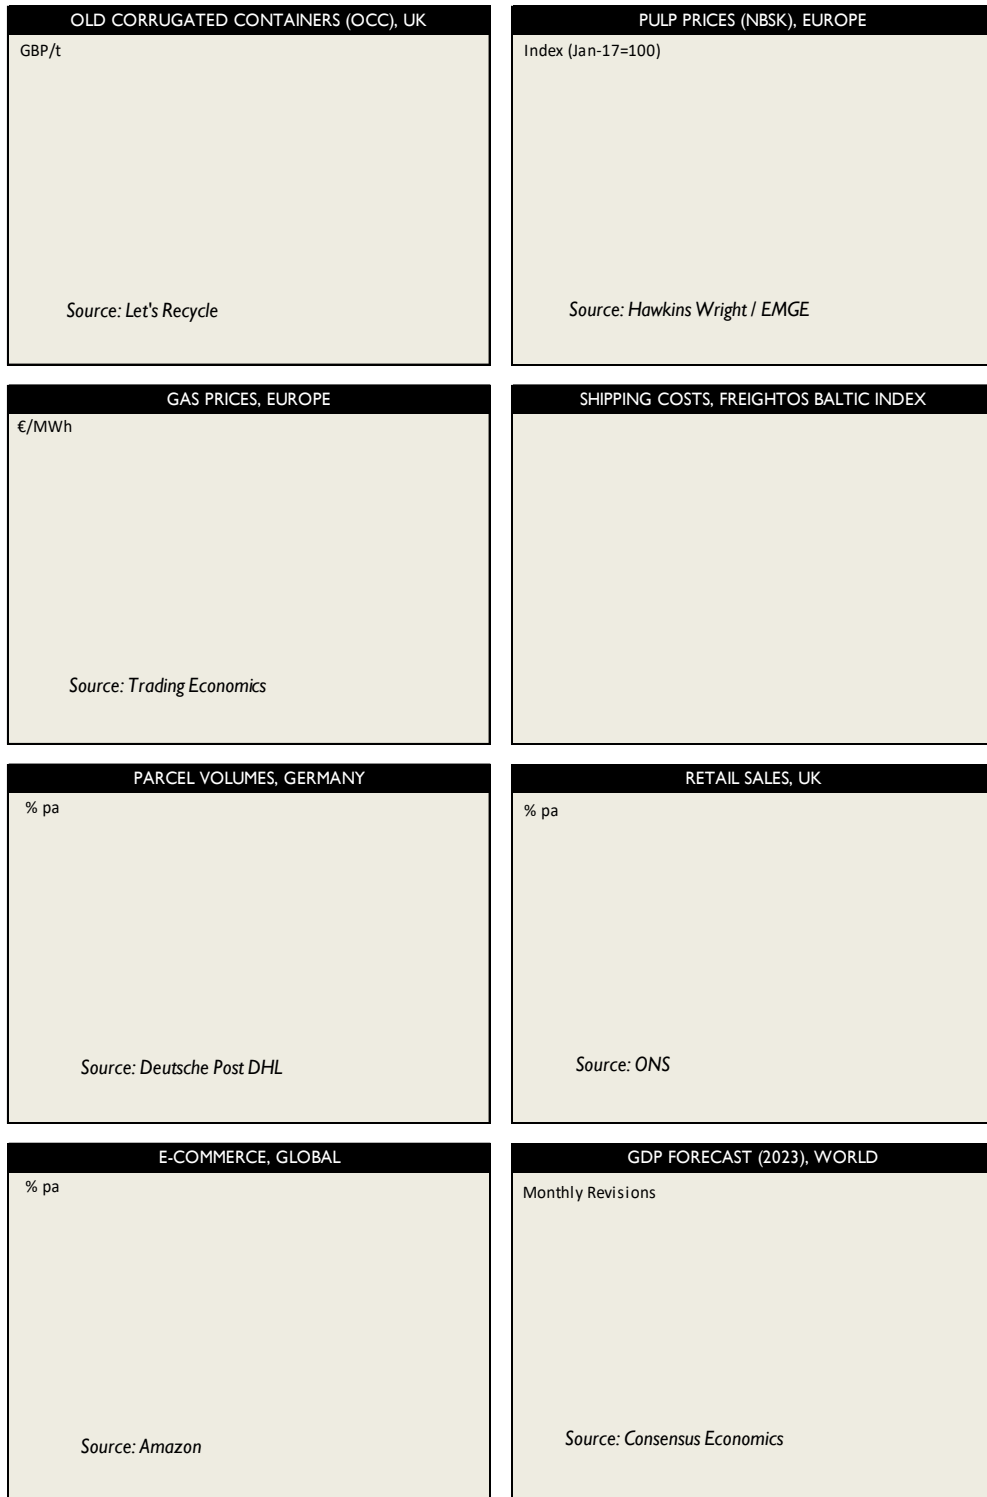 OLD CORRUGATED CONTAINERS (OCC), UK
GBP/t
Source: Let's Recycle
PULP PRICES (NBSK), EUROPE
Index (Jan-17=100)
Source: Hawkins Wright / EMGE
GAS PRICES, EUROPE
€/MWh
Source: Trading Economics
SHIPPING COSTS, FREIGHTOS BALTIC INDEX
PARCEL VOLUMES, GERMANY
% pa
Source: Deutsche Post DHL
RETAIL SALES, UK
% pa
Source: ONS
E-COMMERCE, GLOBAL
% pa
Source: Amazon
GDP FORECAST (2023), WORLD
Monthly Revisions
Source: Consensus Economics